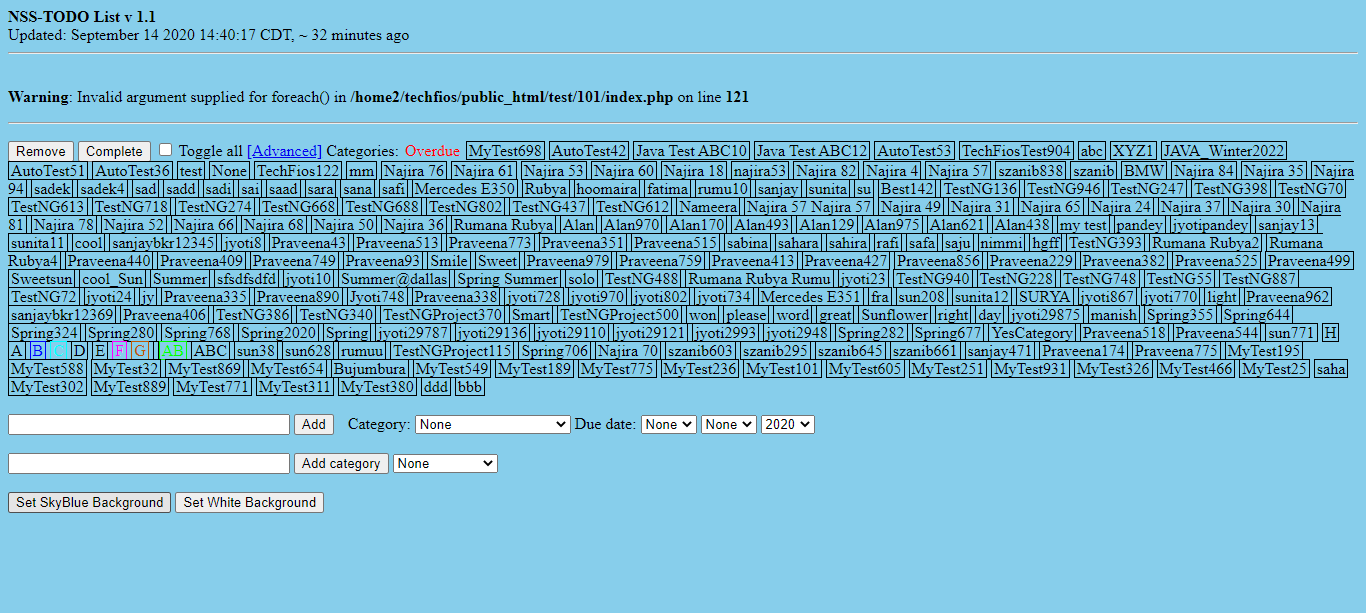 NSS-TODO List v 1.1
Updated: September 14 2020 14:40:17 CDT, ~ 32 minutes ago
Warning: Invalid argument supplied for foreach() in /home2/techfios/public_html/test/101/index.php on line 121
Remove Complete Toggle all [Advanced] Categories: Overdue MyTest698 AutoTest42 Java Test ABC10 Java Test ABC12 AutoTest53 TechFiosTest904 abc XYZ1 JAVA_Winter2022
AutoTest51 AutoTest36 test None TechFios122 mm Najira 76 Najira 61 Najira 53 Najira 60 Najira 18 najira53 Najira 82 Najira 4 Najira 57 szanib838 szanib BMW Najira 84 Najira 35 Najira
94 sadek sadek4 sad sadd sadi sai saad sara sana safi Mercedes E350 Rubya hoomaira fatima rumu10 sanjay sunita su Best142 TestNG136 TestNG946 TestNG247 TestNG398 TestNG70
TestNG613 TestNG718 TestNG274 TestNG668 TestNG688 TestNG802 TestNG437 TestNG612 Nameera Najira 57 Najira 57 Najira 49 Najira 31 Najira 65 Najira 24 Najira 37 Najira 30 Najira
81 Najira 78 Najira 52 Najira 66 Najira 68 Najira 50 Najira 36 Rumana Rubya Alan Alan970 Alan170 Alan493 Alan129 Alan975 Alan621 Alan438 my test pandey jyotipandey sanjay13
sunita11 cool sanjaybkr12345 jyoti8 Praveena43 Praveena513 Praveena773 Praveena351 Praveena515 sabina sahara sahira rafi safa saju nimmi hgff TestNG393 Rumana Rubya2 Rumana
Rubya4 Praveena440 Praveena409 Praveena749 Praveena93 Smile Sweet Praveena979 Praveena759 Praveena413 Praveena427 Praveena856 Praveena229 Praveena382 Praveena525 Praveena499
Sweetsun cool_Sun Summer sfsdfsdfd jyoti10 Summer@dallas Spring Summer solo TestNG488 Rumana Rubya Rumu jyoti23 TestNG940 TestNG228 TestNG748 TestNG55 TestNG887
TestNG72 jyoti24 jy Praveena335 Praveena890 Jyoti748 Praveena338 jyoti728 jyoti970 jyoti802 jyoti734 Mercedes E351 fra sun208 sunita12 SURYA jyoti867 jyoti770 light Praveena962
sanjaybkr12369 Praveena406 TestNG386 TestNG340 TestNGProject370 Smart TestNGProject500 won please word great Sunflower right day jyoti29875 manish Spring355 Spring644
Spring324 Spring280 Spring768 Spring2020 Spring jyoti29787 jyoti29136 jyoti29110 jyoti29121 jyoti2993 jyoti2948 Spring282 Spring677 YesCategory Praveena518 Praveena544 sun771 H
A B C D E F G AB ABC sun38 sun628 rumuu TestNGProject115 Spring706 Najira 70 szanib603 szanib295 szanib645 szanib661 sanjay471 Praveena174 Praveena775 MyTest195
MyTest588 MyTest32 MyTest869 MyTest654 Bujumbura MyTest549 MyTest189 MyTest775 MyTest236 MyTest101 MyTest605 MyTest251 MyTest931 MyTest326 MyTest466 MyTest25 saha
MyTest302 MyTest889 MyTest771 MyTest311 MyTest380 ddd bbb
Add Category: None Due date: None None 2020
Add category None
Set SkyBlue Background Set White Background